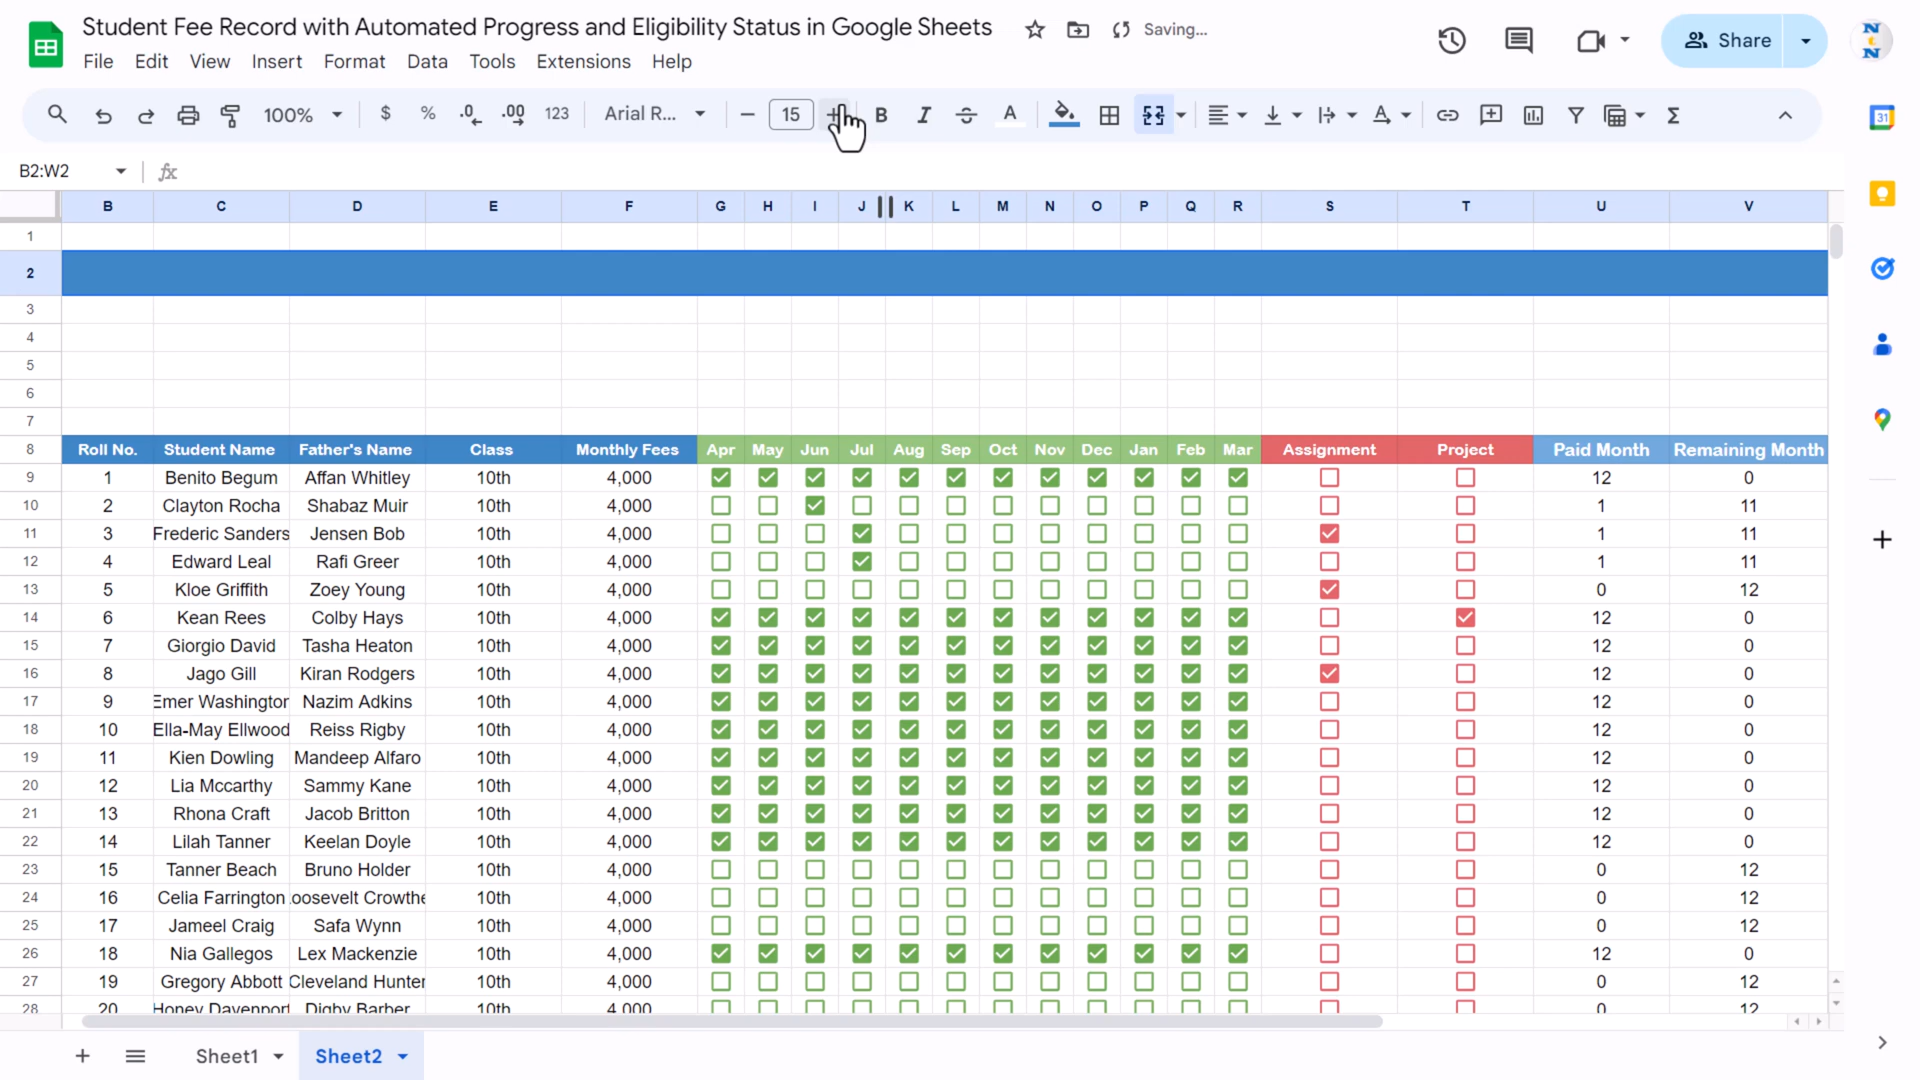 Student Fee Record with Automated Progress and Eligibility Status in Google Sheets Saving...
File Edit View Insert Format Data Tools Extensions Help
Share
100% $ % .0 .00 123 Arial R... 15 B I A
B2:W2 fx
B C D E F G H I J K L M N O P Q R S T U V
1
2
3
4
5
6
7
8 Roll No. Student Name Father's Name Class Monthly Fees Apr May Jun Jul Aug Sep Oct Nov Dec Jan Feb Mar Assignment Project Paid Month Remaining Month
9 1 Benito Begum Affan Whitley 10th 4,000 12 0
10 2 Clayton Rocha Shabaz Muir 10th 4,000 1 11
11 3 Frederic Sanders Jensen Bob 10th 4,000 1 11
12 4 Edward Leal Rafi Greer 10th 4,000 1 11
13 5 Kloe Griffith Zoey Young 10th 4,000 0 12
14 6 Kean Rees Colby Hays 10th 4,000 12 0
15 7 Giorgio David Tasha Heaton 10th 4,000 12 0
16 8 Jago Gill Kiran Rodgers 10th 4,000 12 0
17 9 Emer Washington Nazim Adkins 10th 4,000 12 0
18 10 Ella-May Ellwood Reiss Rigby 10th 4,000 12 0
19 11 Kien Dowling Mandeep Alfaro 10th 4,000 12 0
20 12 Lia Mccarthy Sammy Kane 10th 4,000 12 0
21 13 Rhona Craft Jacob Britton 10th 4,000 12 0
22 14 Lilah Tanner Keelan Doyle 10th 4,000 12 0
23 15 Tanner Beach Bruno Holder 10th 4,000 0 12
24 16 Celia Farrington oosevelt Crowthe 10th 4,000 0 12
25 17 Jameel Craig Safa Wynn 10th 4,000 0 12
26 18 Nia Gallegos Lex Mackenzie 10th 4,000 12 0
27 19 Gregory Abbott Cleveland Hunter 10th 4,000 0 12
28 20 Honey Davenport Digby Barber 10th 4,000 0 12
Sheet1 Sheet2
31
N
N